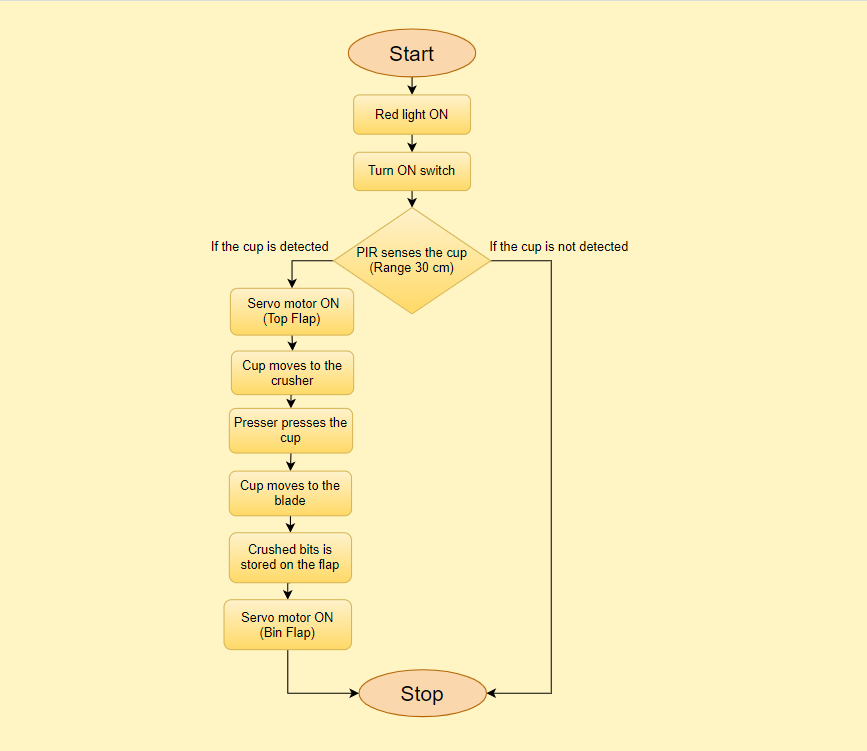 Start
Red light ON
Turn ON switch
If the cup is detected
PIR senses the cup
(Range 30 cm)
If the cup is not detected
Servo motor ON
(Top Flap)
Cup moves to the
crusher
Presser presses the
cup
Cup moves to the
blade
Crushed bits is
stored on the flap
Servo motor ON
(Bin Flap)
Stop